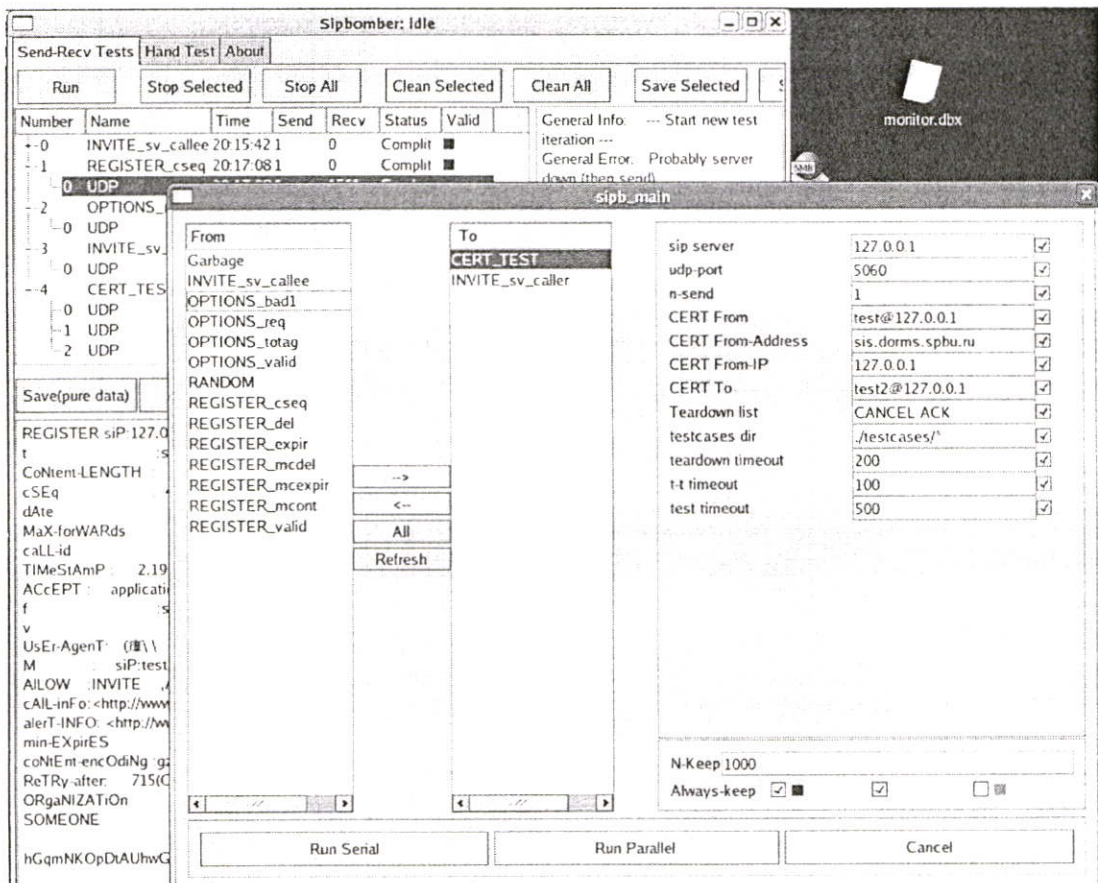 Sipbomber: Idle
Send-Recv Tests Hand Test About
Run Stop Selected Stop All Clean Selected Clean All Save Selected
Number Name Time Send Recv Status Valid
0 INVITE_sv_callee 20:15:42 1 0 Complit
1 REGISTER_cseq 20:17:08 1 0 Complit
0 UDP
2 OPTIONS_
0 UDP
3 INVITE_sv_
0 UDP
4 CERT_TES
0 UDP
1 UDP
2 UDP
General Info: --- Start new test
iteration ---
General Error: Probably server
down (then send)
monitor.dbx
Save(pure data)
REGISTER siP:127.0
t :s
CoNtent-LENGTH :
cSEq
dAte
MaX-forWARds
caLL-id
TIMeStAmP : 2.19
ACcEPT : applicati
f :s
v
UsEr-AgenT:
M : siP:test
AlLOW :INVITE ,
cAlL-inFo:<http://www
alerT-INFO: <http://w
min-EXpirES
coNtEnt-encOdiNg :gz
ReTRy-after: 715(
ORgaNIZATiOn
SOMEONE
hGqmNKOpDtAUhwG
sipb_main
From
Garbage
INVITE_sv_callee
OPTIONS_bad1
OPTIONS_req
OPTIONS_totag
OPTIONS_valid
RANDOM
REGISTER_cseq
REGISTER_del
REGISTER_expir
REGISTER_mcdel
REGISTER_mcexpir
REGISTER_mcont
REGISTER_valid
-->
<--
All
Refresh
To
CERT_TEST
INVITE_sv_caller
sip server 127.0.0.1
udp-port 5060
n-send 1
CERT From test@127.0.0.1
CERT From-Address sis.dorms.spbu.ru
CERT From-IP 127.0.0.1
CERT To test2@127.0.0.1
Teardown list CANCEL ACK
testcases dir ./testcases/*
teardown timeout 200
t-t timeout 100
test timeout 500
N-Keep 1000
Always-keep
Run Serial Run Parallel Cancel